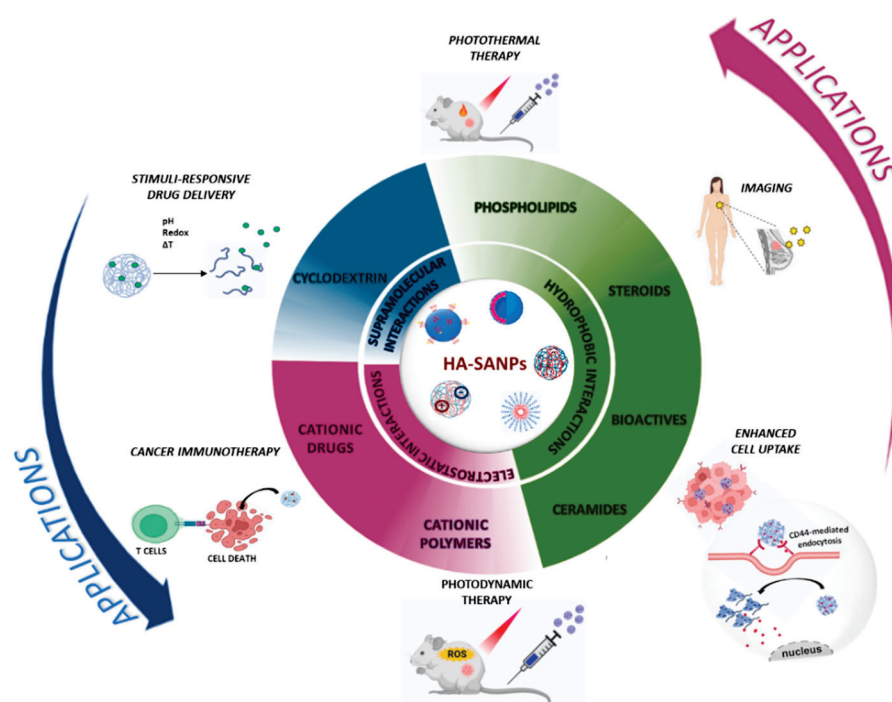 PHOTOTHERMAL
THERAPY
APPLICATIONS
STIMULI-RESPONSIVE
DRUG DELIVERY
pH
Redox
ΔT
IMAGING
PHOSPHOLIPIDS
CYCLODEXTRIN
STEROIDS
SUPRAMOLECULAR
INTERACTIONS
HYDROPHOBIC INTERACTIONS
HA-SANPs
BIOACTIVES
CATIONIC
DRUGS
ELECTROSTATIC INTERACTIONS
CERAMIDES
CATIONIC
POLYMERS
CANCER IMMUNOTHERAPY
T CELLS
CELL DEATH
APPLICATIONS
ENHANCED
CELL UPTAKE
CD44-mediated
endocytosis
nucleus
PHOTODYNAMIC
THERAPY
ROS